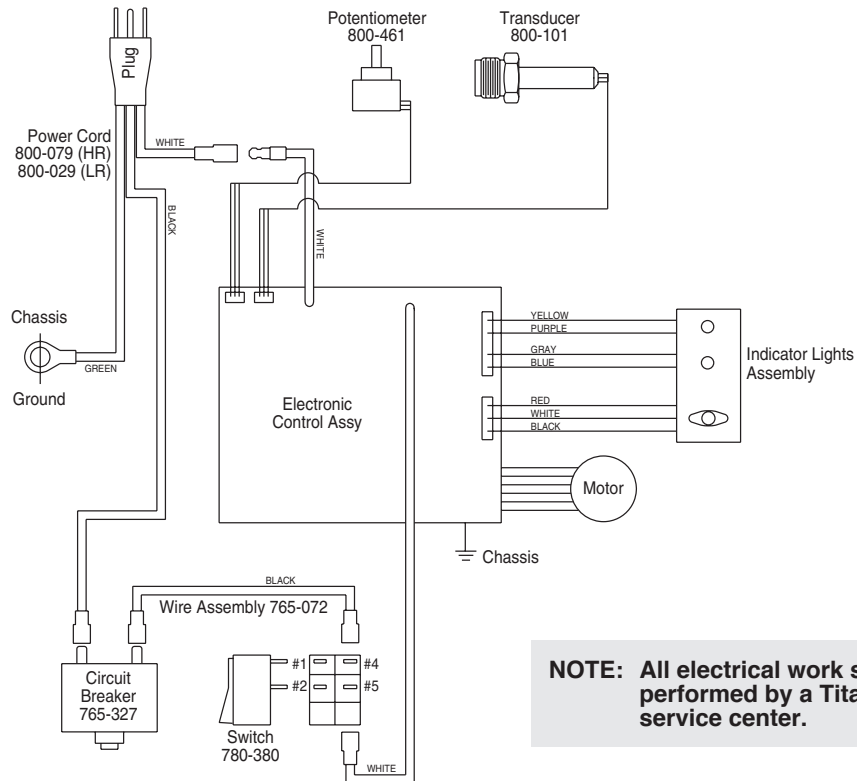 Potentiometer
800-461
Transducer
800-101
Plug
Power Cord
800-079 (HR)
800-029 (LR)
WHITE
BLACK
WHITE
Chassis
GREEN
Ground
YELLOW
PURPLE
GRAY
BLUE
Indicator Lights
Assembly
RED
WHITE
BLACK
Electronic
Control Assy
Motor
Chassis
BLACK
Wire Assembly 765-072
Circuit
Breaker
765-327
#1
#4
#2
#5
Switch
780-380
WHITE
NOTE: All electrical work s
performed by a Tita
service center.